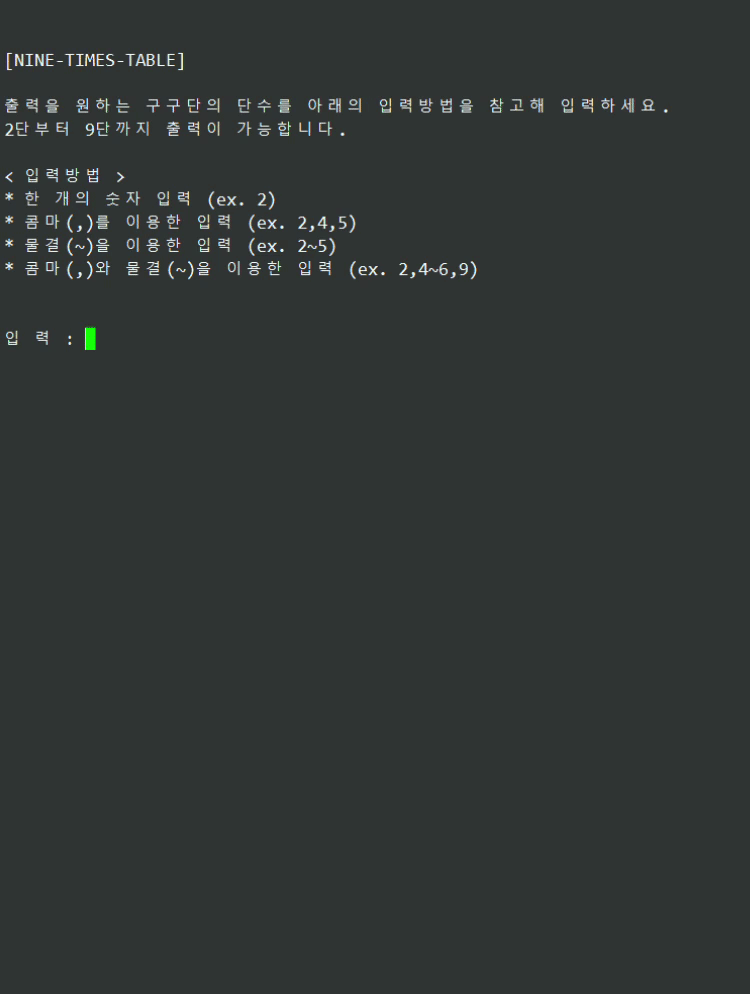 [NINE-TIMES-TABLE]
출력을 원하는 구구단의 단수를 아래의 입력방법을 참고해 입력하세요.
2단부터 9단까지 출력이 가능합니다.
< 입력방법 >
* 한 개의 숫자 입력 (ex. 2)
* 콤마(,)를 이용한 입력 (ex. 2,4,5)
* 물결(~)을 이용한 입력 (ex. 2~5)
* 콤마(,)와 물결(~)을 이용한 입력 (ex. 2,4~6,9)
입 력 :